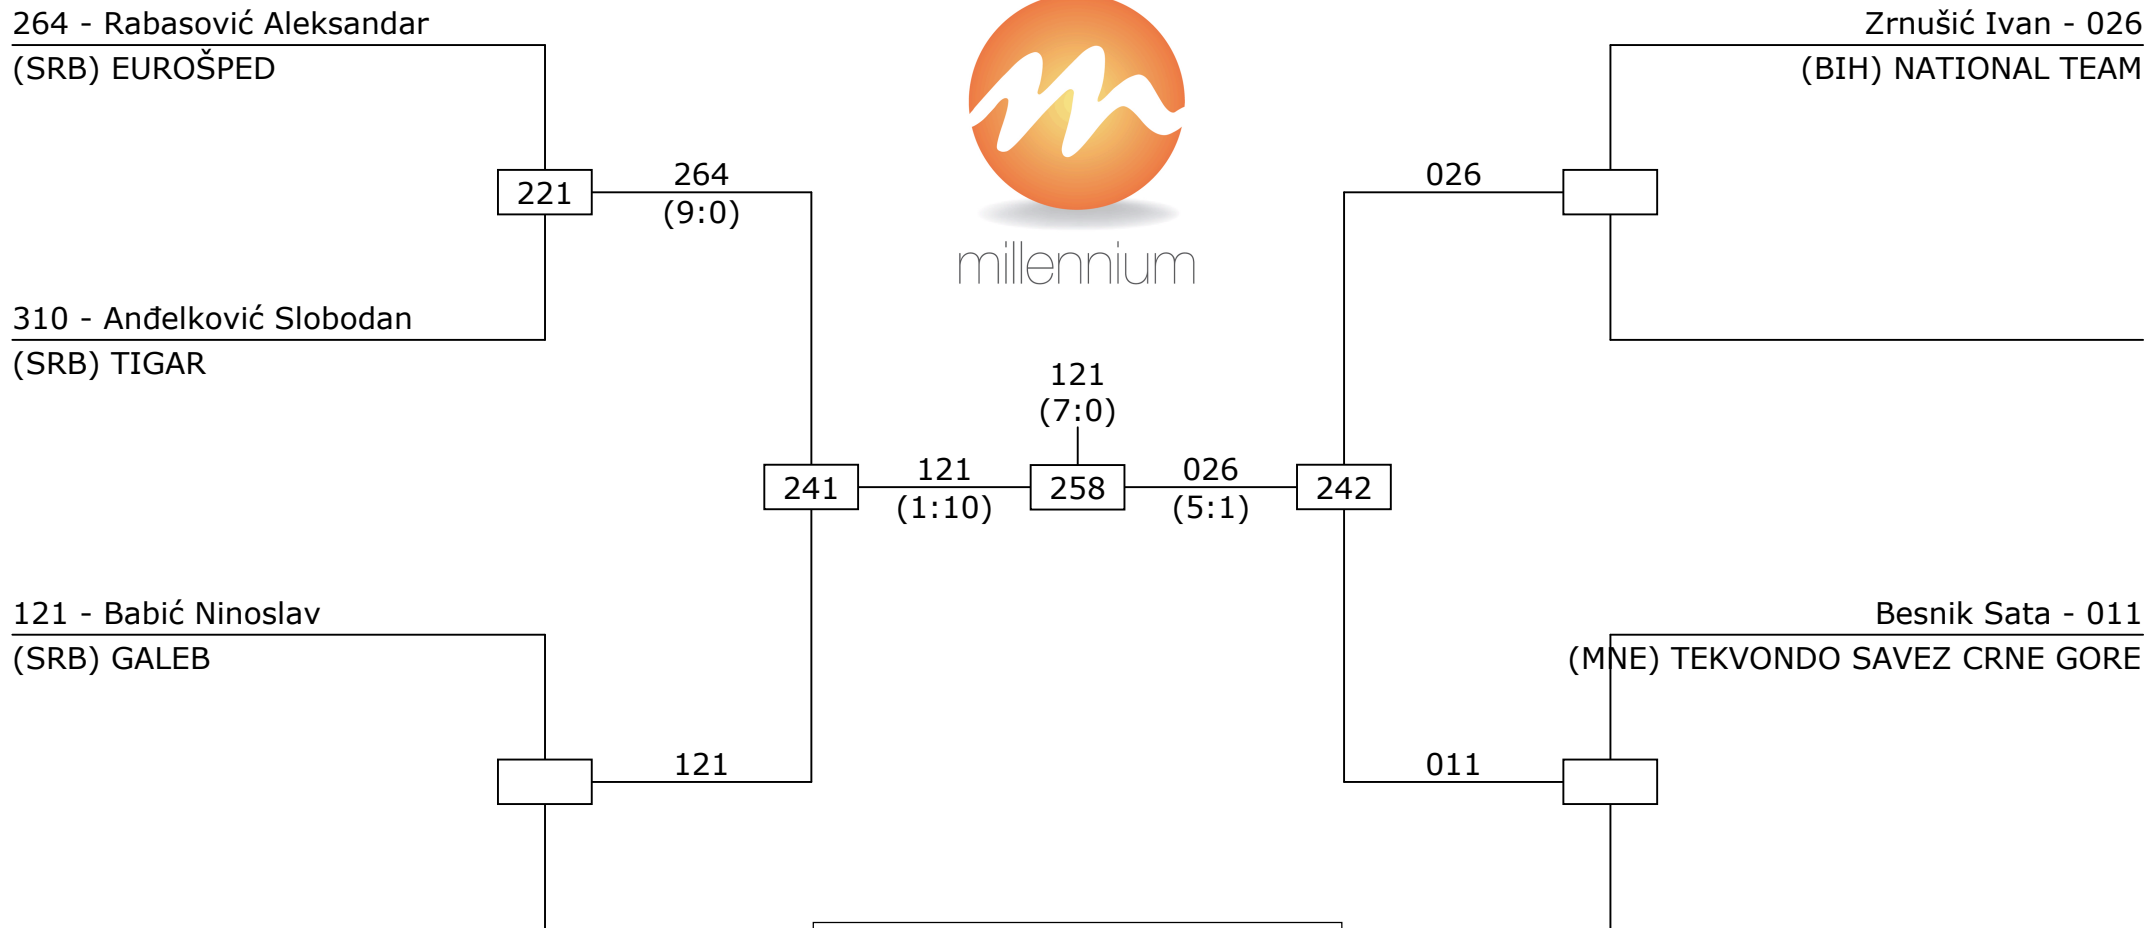 264 - Rabasović Aleksandar
(SRB) EUROŠPED
Zrnušić Ivan - 026
(BIH) NATIONAL TEAM
221
264
(9:0)
millennium
026
310 - Anđelković Slobodan
(SRB) TIGAR
121
(7:0)
241
121
(1:10)
258
026
(5:1)
242
121 - Babić Ninoslav
(SRB) GALEB
Besnik Sata - 011
(MNE) TEKVONDO SAVEZ CRNE GORE
121
011